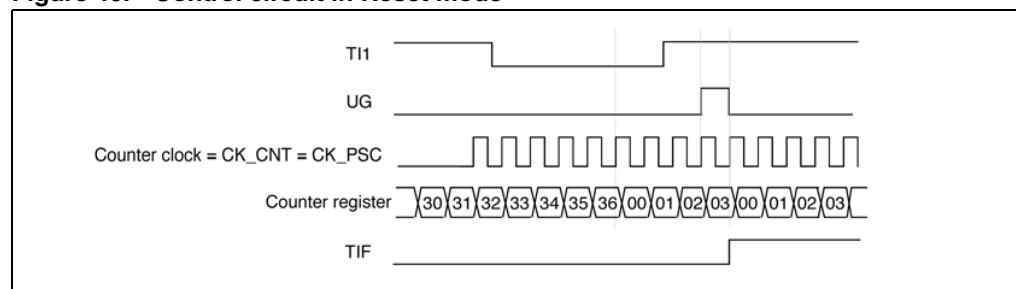 Figure Control circuit in Reset mode
TI1
UG
Counter clock = CK_CNT = CK_PSC
Counter register 30 31 32 33 34 35 36 00 01 02 03 00 01 02 03
TIF